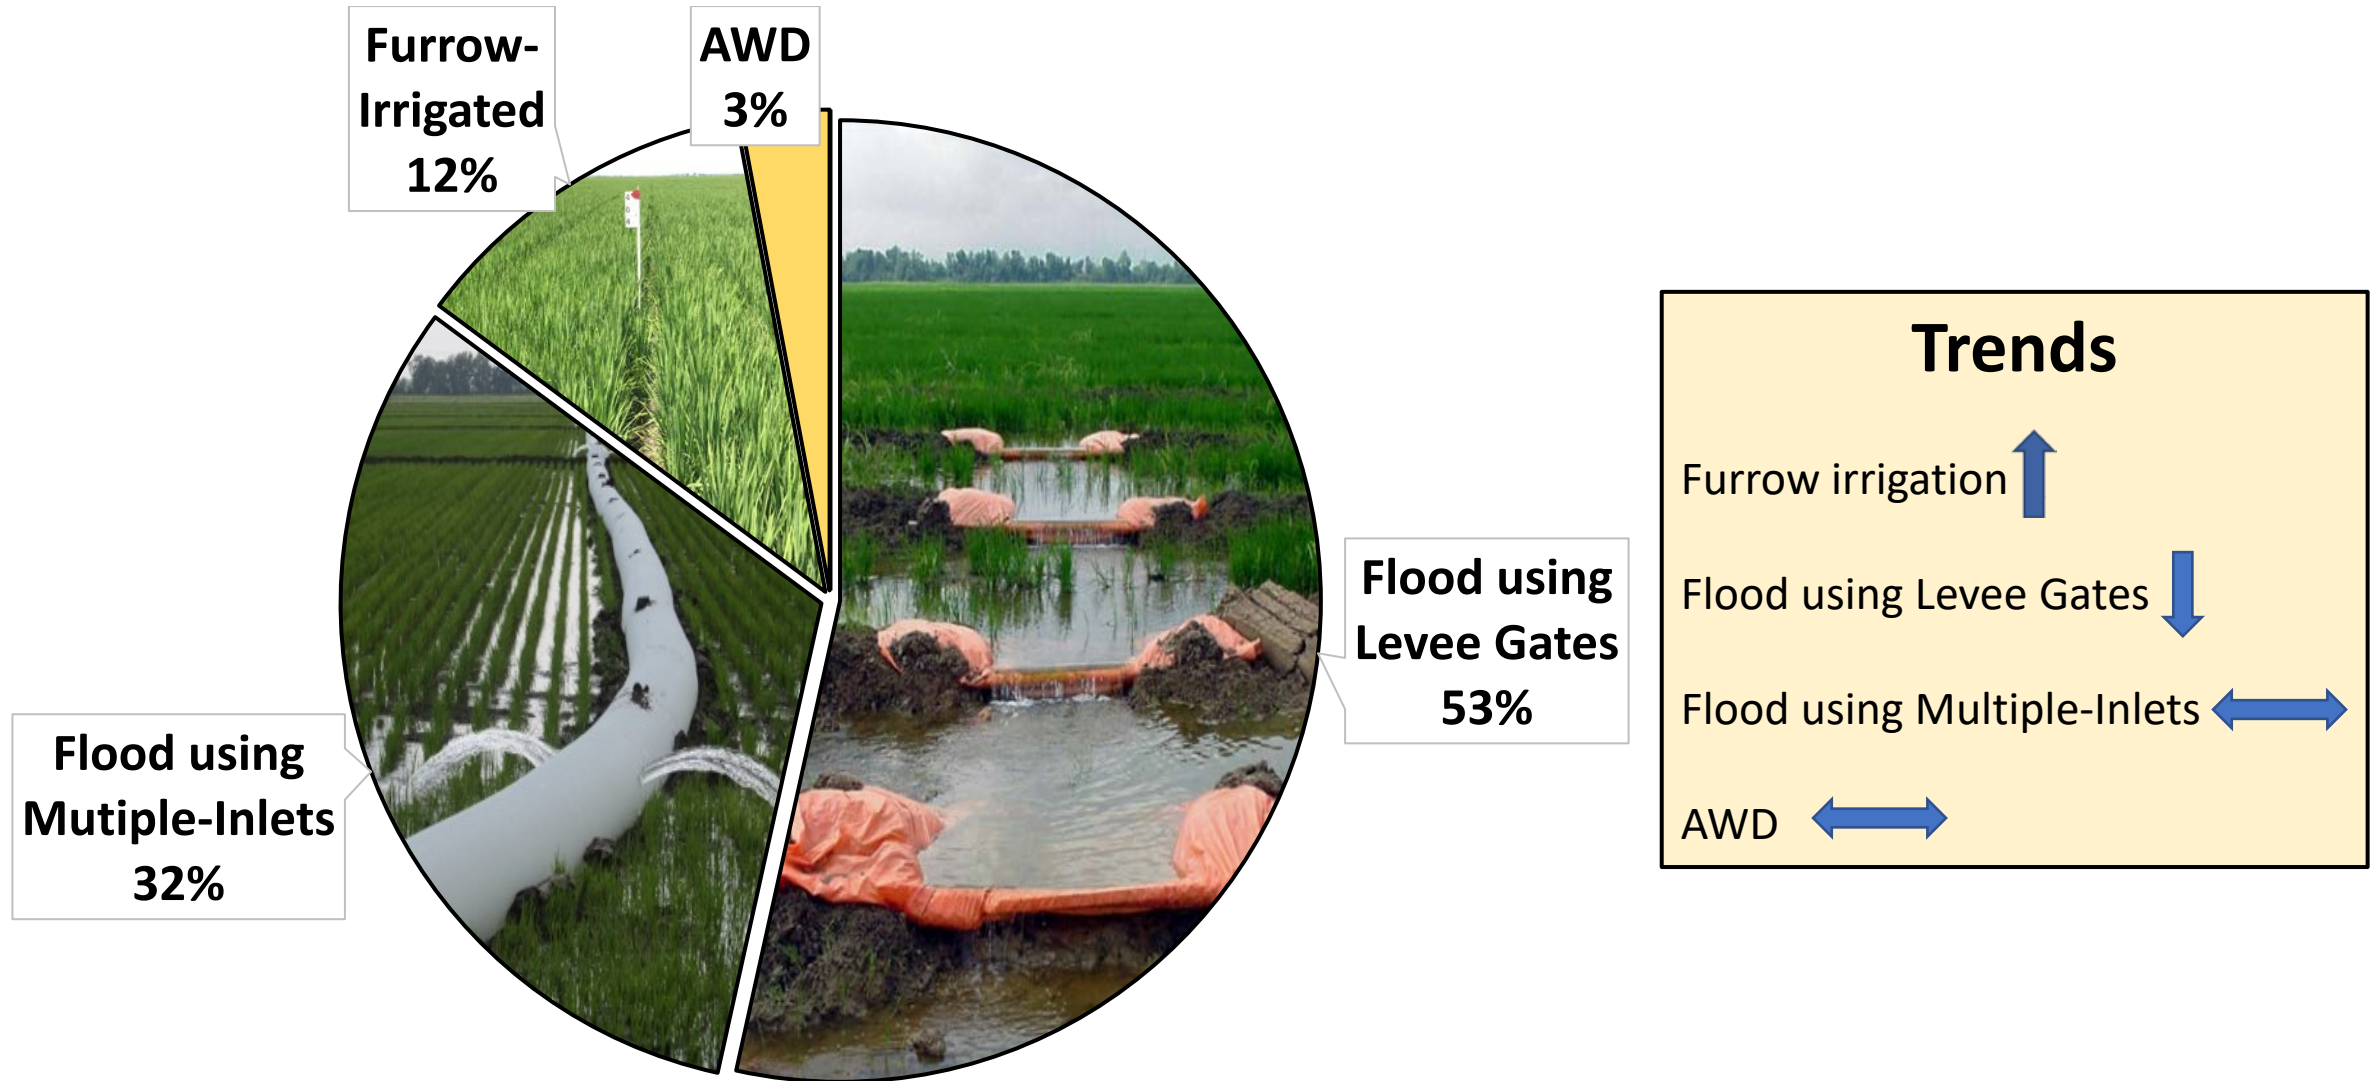 Furrow-
Irrigated
12%
AWD
3%
Flood using
Levee Gates
53%
Flood using
Mutiple-Inlets
32%
Trends
Furrow irrigation
Flood using Levee Gates
Flood using Multiple-Inlets
AWD